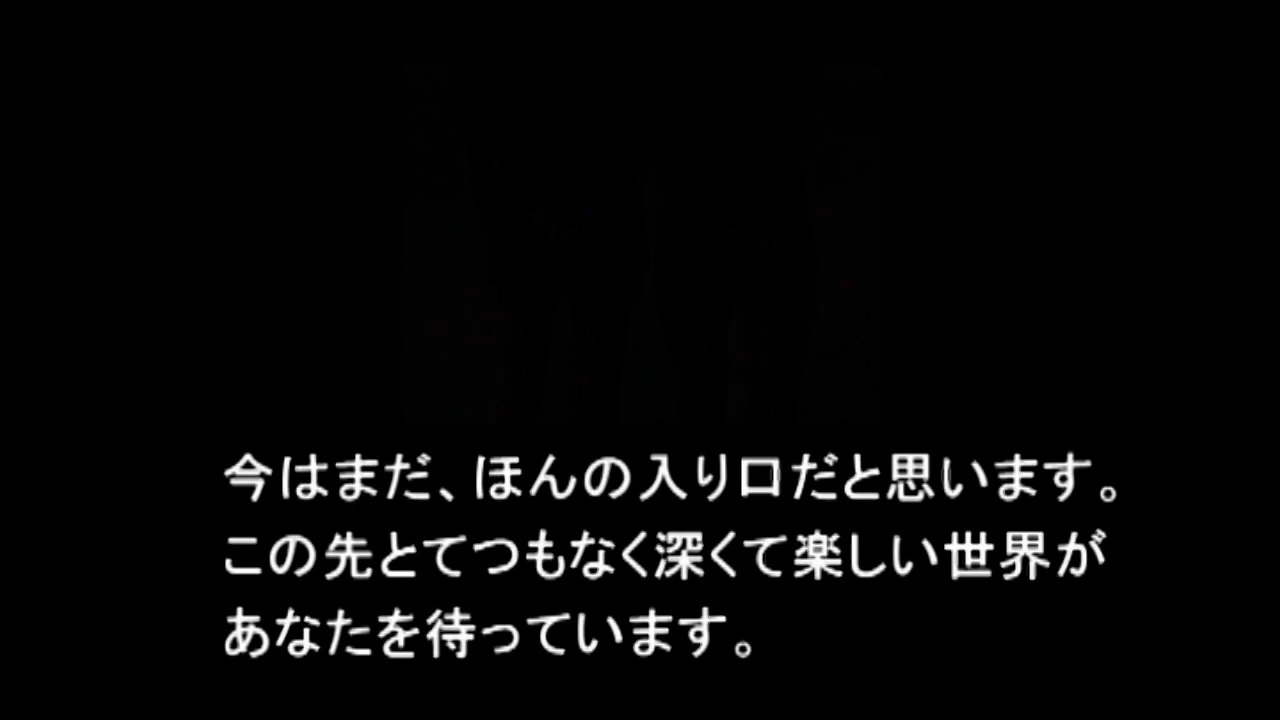 今はまだ、ほんの入り口だと思います。
この先とてつもなく深くて楽しい世界が
あなたを待っています。